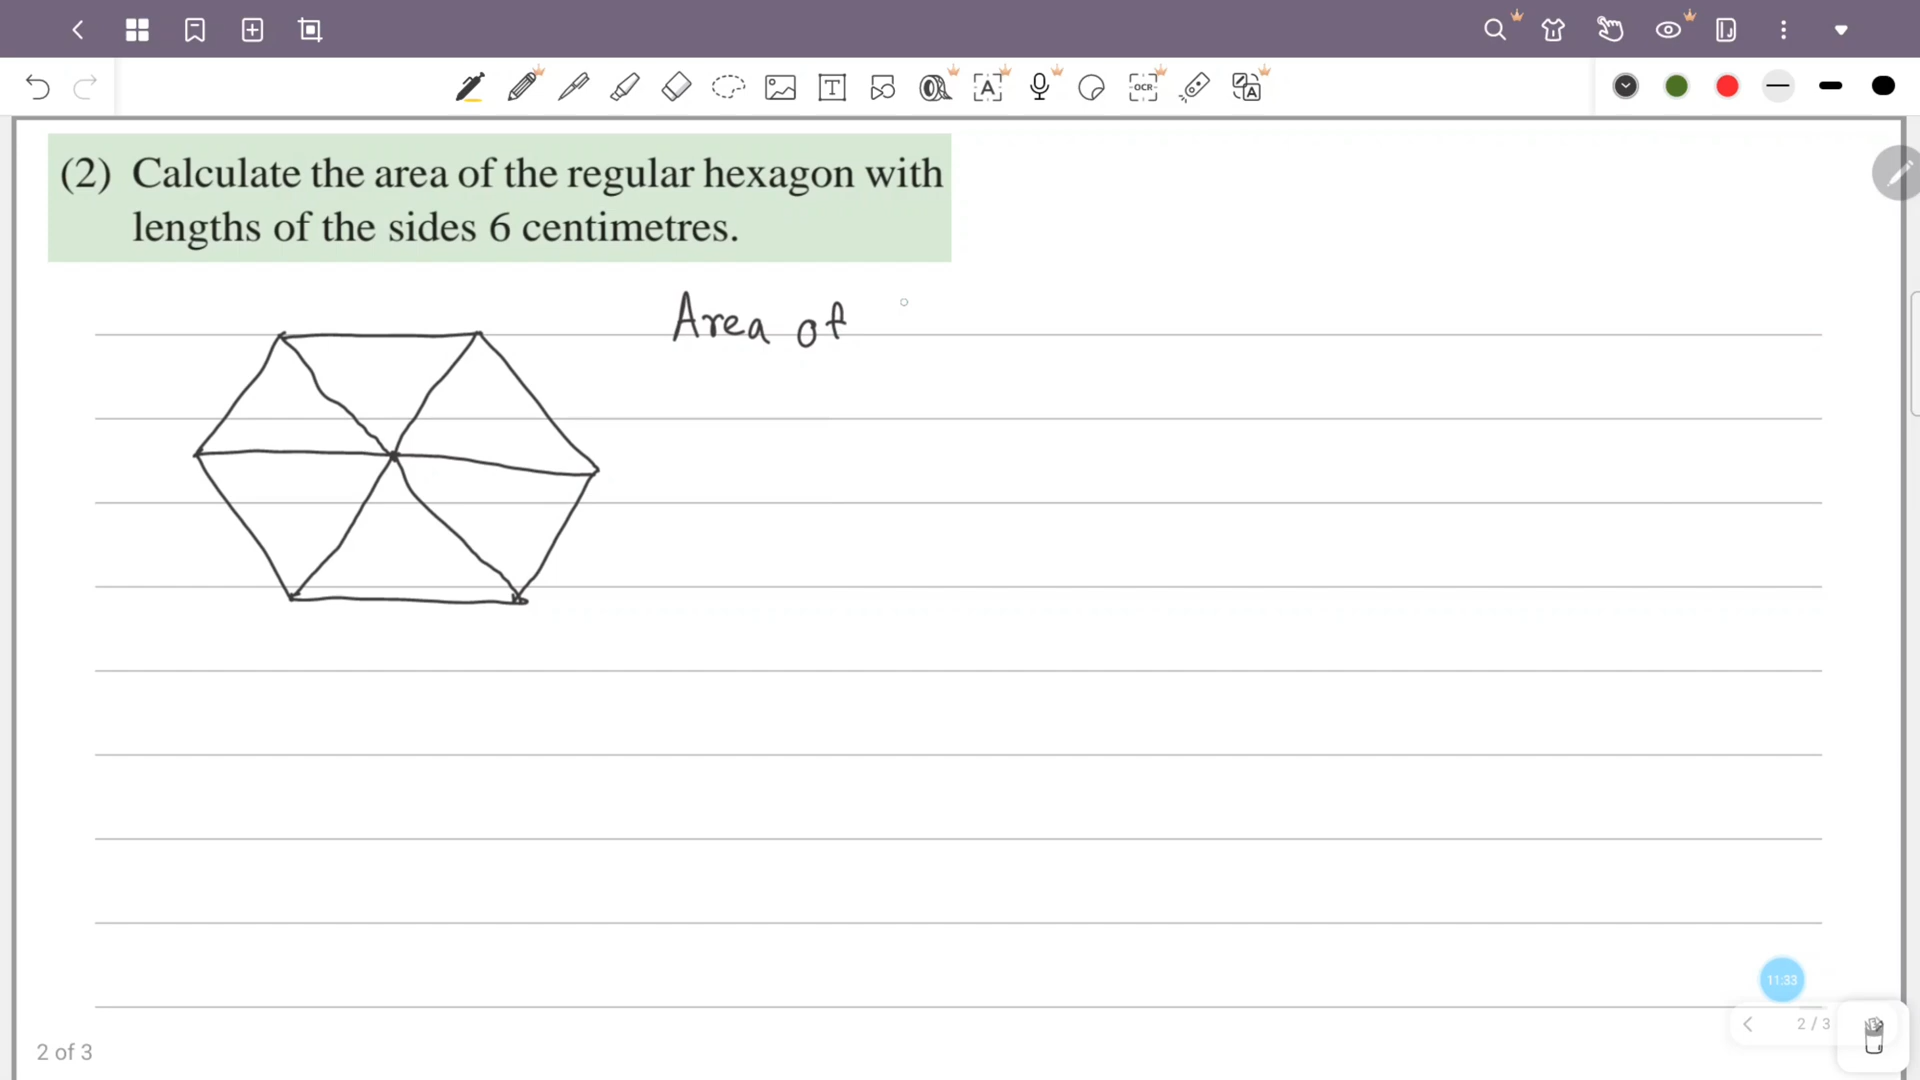 T
A
OCR
A
(2) Calculate the area of the regular hexagon with
lengths of the sides 6 centimetres.
Area of
11:33
2 / 3
2 of 3